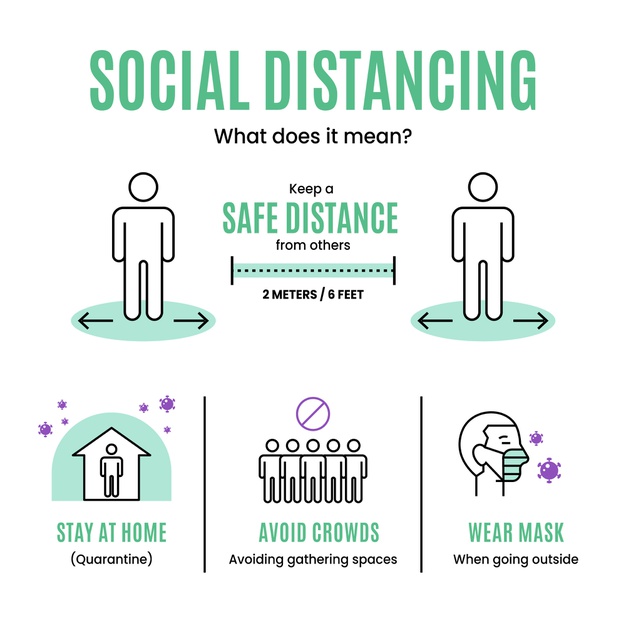 SOCIAL DISTANCING
What does it mean?
Keep a
SAFE DISTANCE
from others
2 METERS / 6 FEET
STAY AT HOME
(Quarantine)
AVOID CROWDS
Avoiding gathering spaces
WEAR MASK
When going outside